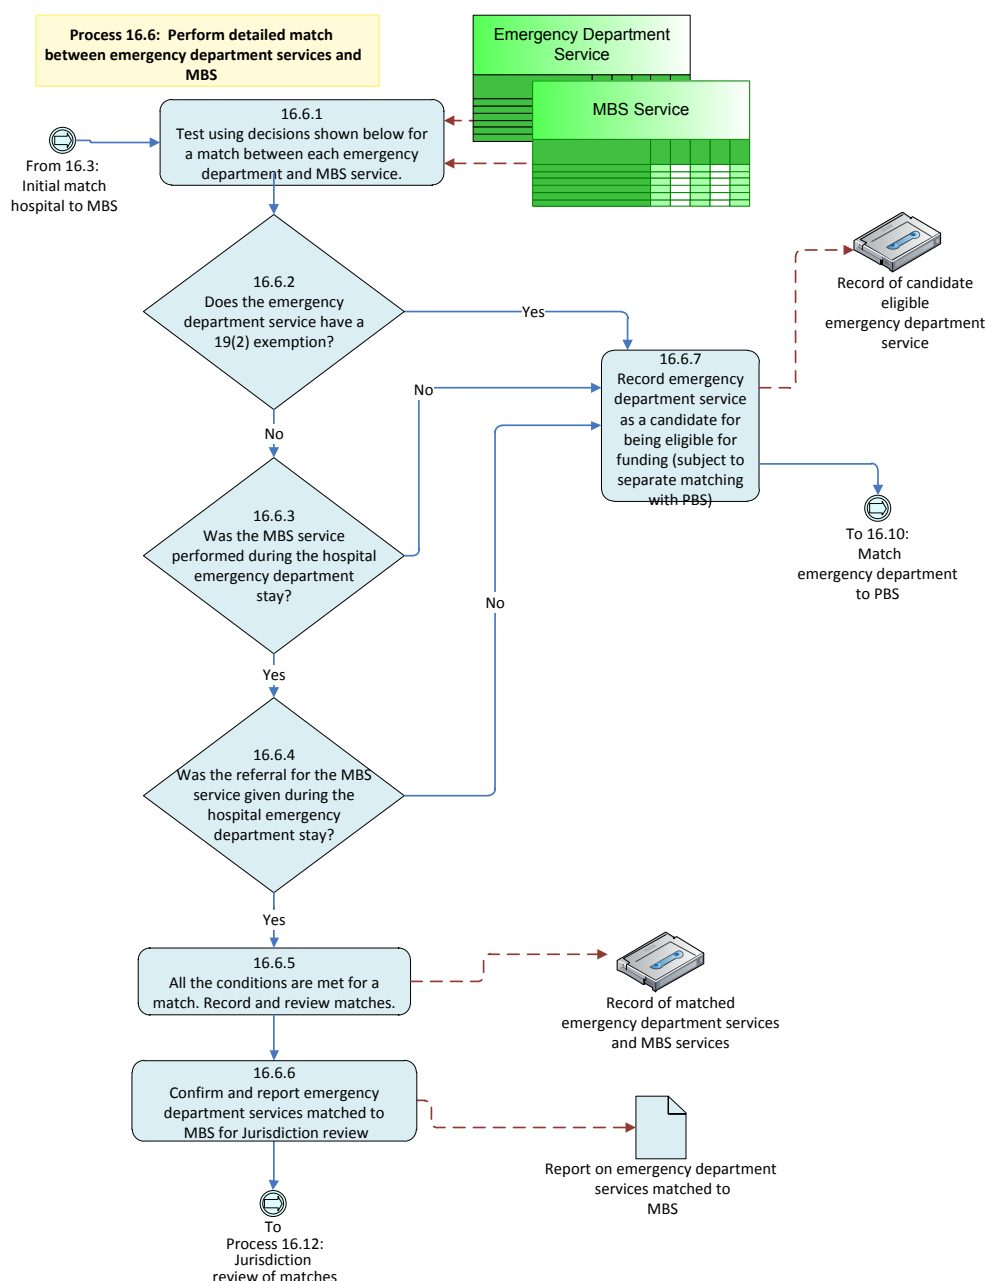 Process 16.6:  Perform detailed match
between emergency department services and
MBS
Emergency Department
Service
MBS Service
16.6.1
Test using decisions shown below for
a match between each emergency
department and MBS service.
From 16.3:
Initial match
hospital to MBS
16.6.2
Does the emergency
department service have a
19(2) exemption?
Yes
Record of candidate
eligible
emergency department
service
16.6.7
Record emergency
department service
as a candidate for
being eligible for
funding (subject to
separate matching
with PBS)
No
No
16.6.3
Was the MBS service
performed during the hospital
emergency department
stay?
To 16.10:
Match
emergency department
to PBS
No
Yes
16.6.4
Was the referral for the MBS
service given during the
hospital emergency
department stay?
Yes
16.6.5
All the conditions are met for a
match. Record and review matches.
Record of matched
emergency department services
and MBS services
16.6.6
Confirm and report emergency
department services matched to
MBS for Jurisdiction review
Report on emergency department
services matched to
MBS
To
Process 16.12:
Jurisdiction
review of matches